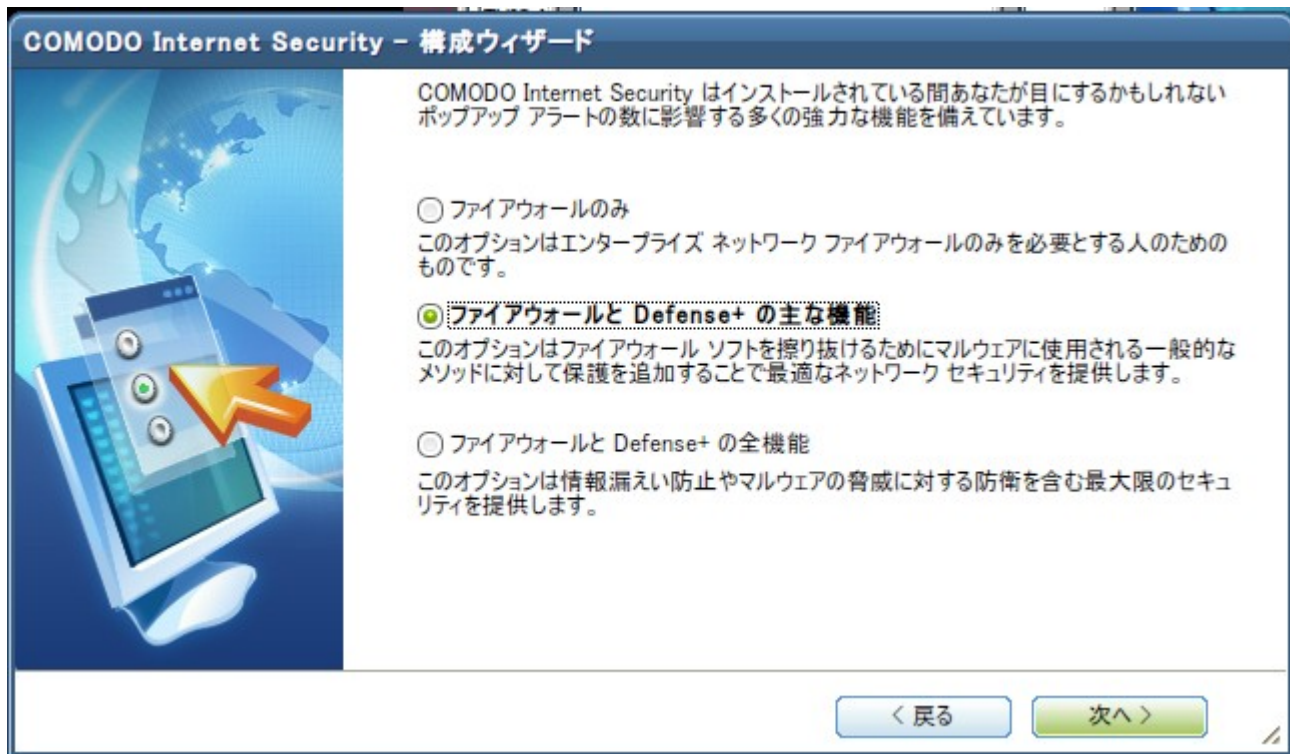 COMODO Internet Security - 構成ウィザード
COMODO Internet Security はインストールされている間あなたが目にするかもしれない
ポップアップ アラートの数に影響する多くの強力な機能を備えています。
ファイアウォールのみ
このオプションはエンタープライズ ネットワーク ファイアウォールのみを必要とする人のための
ものです。
ファイアウォールと Defense+ の主な機能
このオプションはファイアウォール ソフトを擦り抜けるためにマルウェアに使用される一般的な
メソッドに対して保護を追加することで最適なネットワーク セキュリティを提供します。
ファイアウォールと Defense+ の全機能
このオプションは情報漏えい防止やマルウェアの脅威に対する防衛を含む最大限のセキュ
リティを提供します。
< 戻る
次へ >